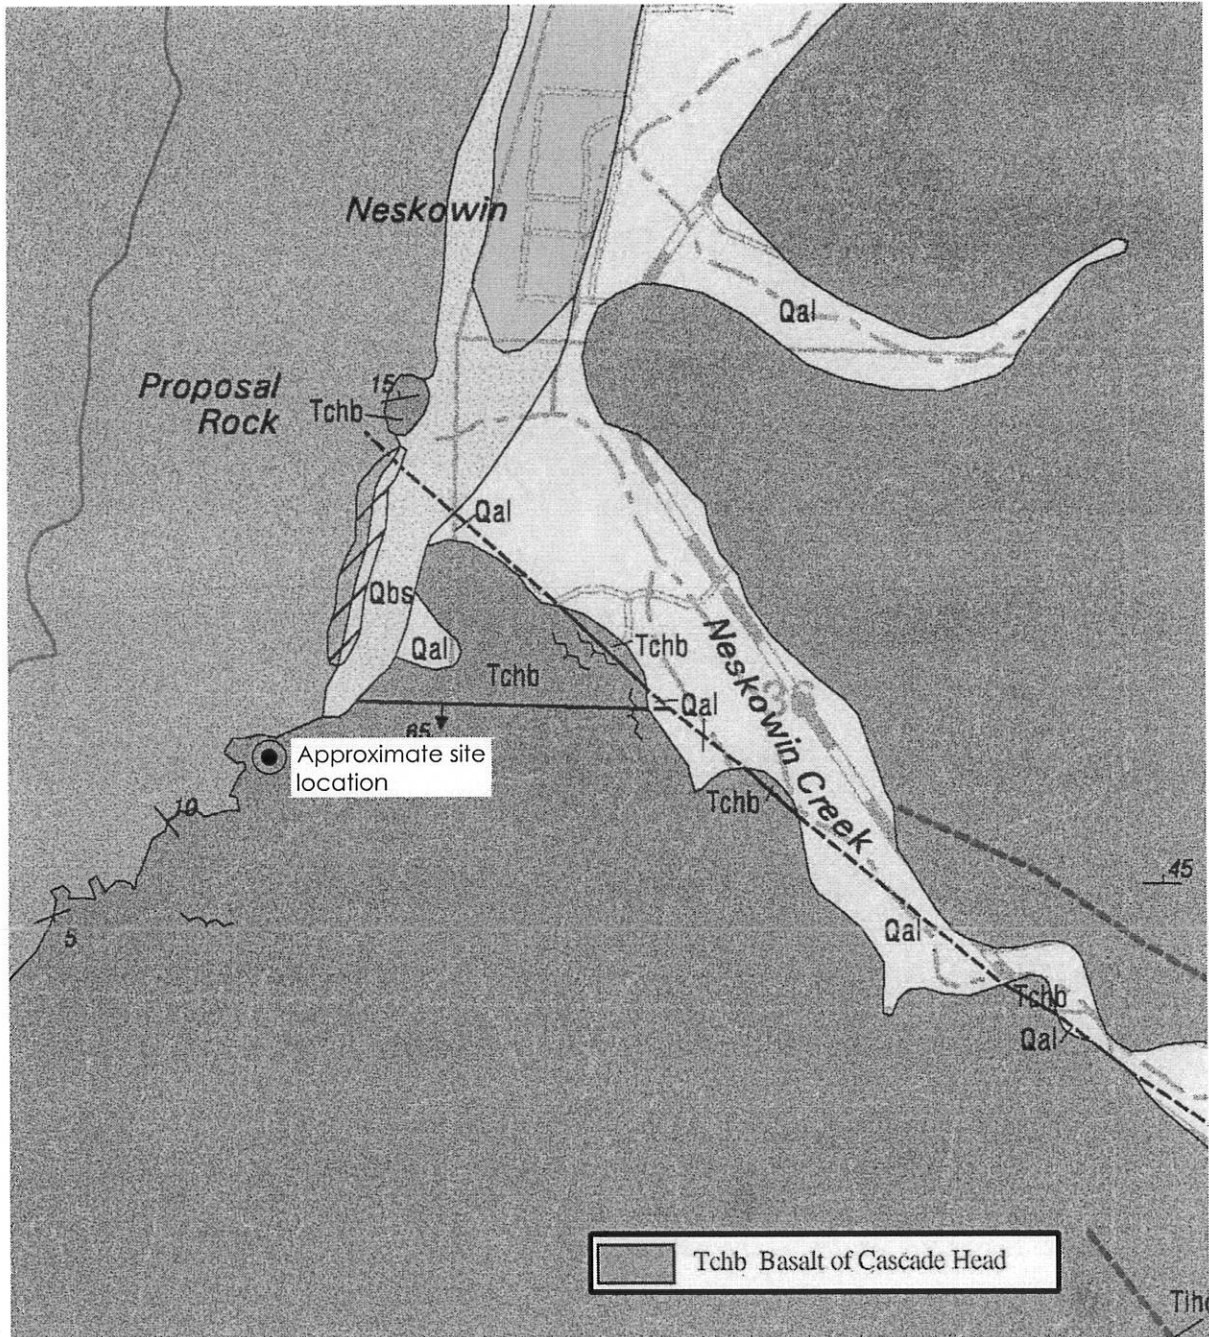 Neskowin
Qal
Proposal
Rock
15
Tchb
Qal
Qbs
Qal
Tchb
Tchb
Qal
65
Neskowin Creek
Approximate site
location
10
Tchb
45
5
Qal
Tchb
Qal
Tchb Basalt of Cascade Head